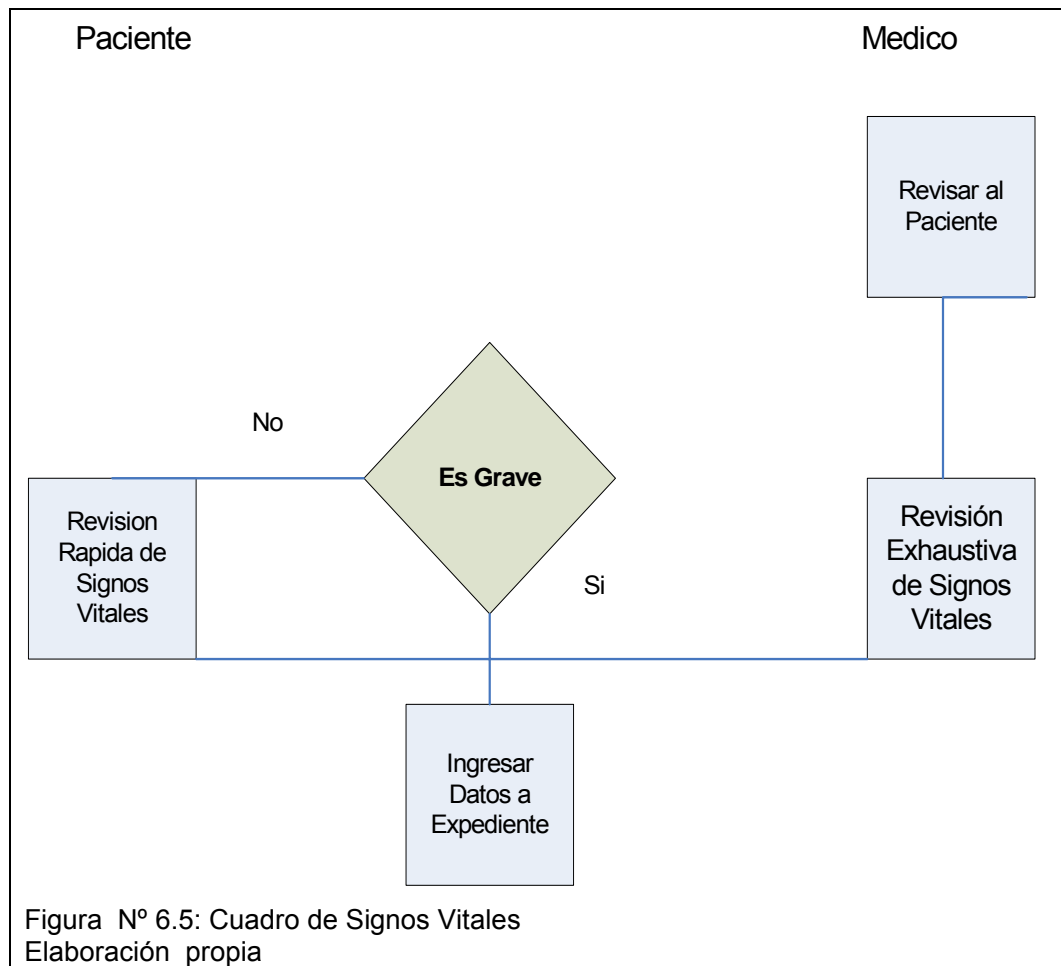 Paciente
Medico
Revisar al
Paciente
No
Es Grave
Revision
Rapida de
Signos
Vitales
Si
Revisión
Exhaustiva
de Signos
Vitales
Ingresar
Datos a
Expediente
Figura Nº 6.5: Cuadro de Signos Vitales
Elaboración propia